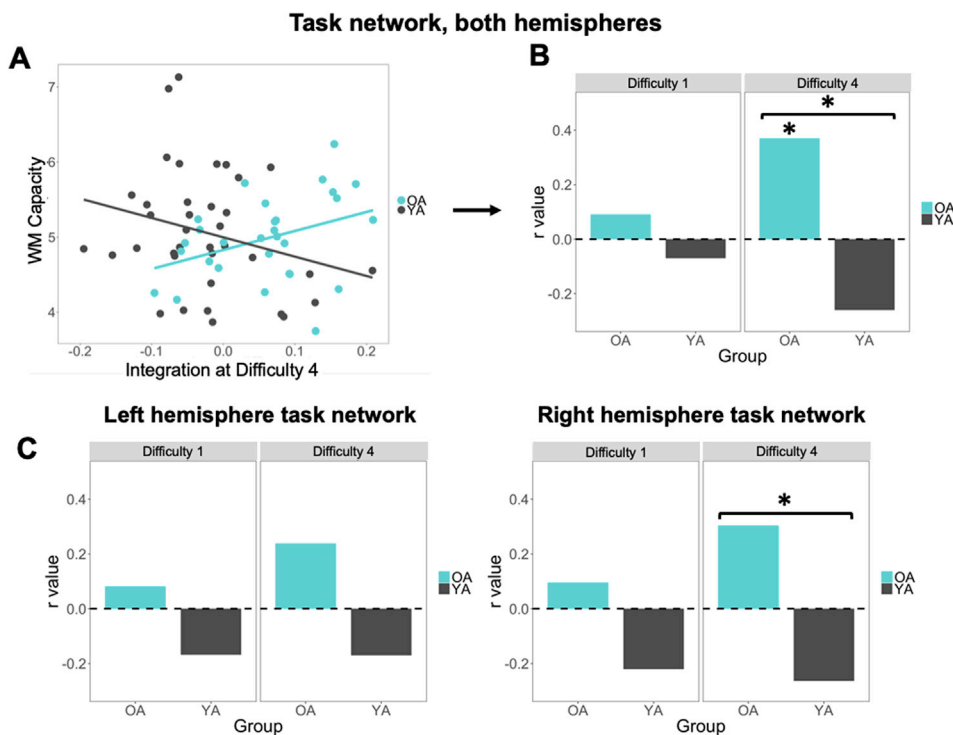 Task network, both hemispheres
A
WM Capacity
7
6
5
4
-0.2
-0.1
0.0
0.1
0.2
Integration at Difficulty 4
OA
YA
B
Difficulty 1
Difficulty 4
r value
0.4
0.2
0.0
-0.2
*
*
OA
YA
OA
YA
Group
OA
YA
C
Left hemisphere task network
Difficulty 1
Difficulty 4
r value
0.4
0.2
0.0
-0.2
OA
YA
OA
YA
Group
OA
YA
Right hemisphere task network
Difficulty 1
Difficulty 4
r value
0.4
0.2
0.0
-0.2
*
OA
YA
OA
YA
Group
OA
YA